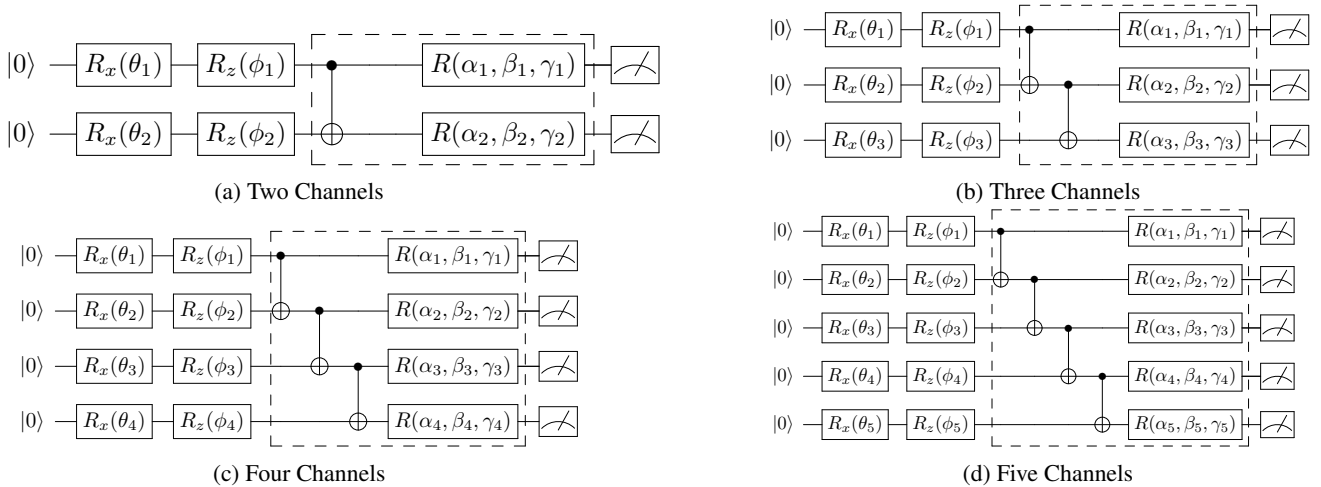 |0⟩ R_x(θ_1) R_z(ϕ_1) R(α_1, β_1, γ_1)
|0⟩ R_x(θ_2) R_z(ϕ_2) R(α_2, β_2, γ_2)
(a) Two Channels
|0⟩ R_x(θ_1) R_z(ϕ_1) R(α_1, β_1, γ_1)
|0⟩ R_x(θ_2) R_z(ϕ_2) R(α_2, β_2, γ_2)
|0⟩ R_x(θ_3) R_z(ϕ_3) R(α_3, β_3, γ_3)
(b) Three Channels
|0⟩ R_x(θ_1) R_z(ϕ_1) R(α_1, β_1, γ_1)
|0⟩ R_x(θ_2) R_z(ϕ_2) R(α_2, β_2, γ_2)
|0⟩ R_x(θ_3) R_z(ϕ_3) R(α_3, β_3, γ_3)
|0⟩ R_x(θ_4) R_z(ϕ_4) R(α_4, β_4, γ_4)
(c) Four Channels
|0⟩ R_x(θ_1) R_z(ϕ_1) R(α_1, β_1, γ_1)
|0⟩ R_x(θ_2) R_z(ϕ_2) R(α_2, β_2, γ_2)
|0⟩ R_x(θ_3) R_z(ϕ_3) R(α_3, β_3, γ_3)
|0⟩ R_x(θ_4) R_z(ϕ_4) R(α_4, β_4, γ_4)
|0⟩ R_x(θ_5) R_z(ϕ_5) R(α_5, β_5, γ_5)
(d) Five Channels